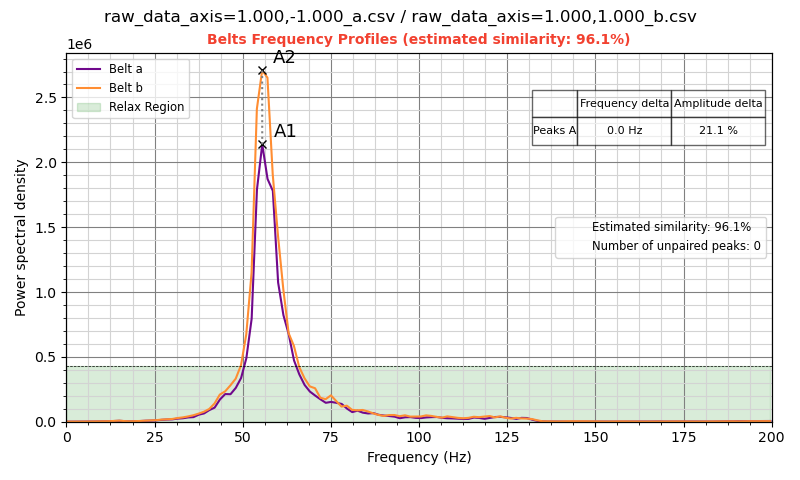 raw_data_axis=1.000,-1.000_a.csv / raw_data_axis=1.000,1.000_b.csv
Belts Frequency Profiles (estimated similarity: 96.1%)
1e6
Belt a
Belt b
Relax Region
A2
A1
Frequency delta Amplitude delta
Peaks A 0.0 Hz 21.1 %
Estimated similarity: 96.1%
Number of unpaired peaks: 0
Power spectral density
2.5
2.0
1.5
1.0
0.5
0.0
0 25 50 75 100 125 150 175 200
Frequency (Hz)